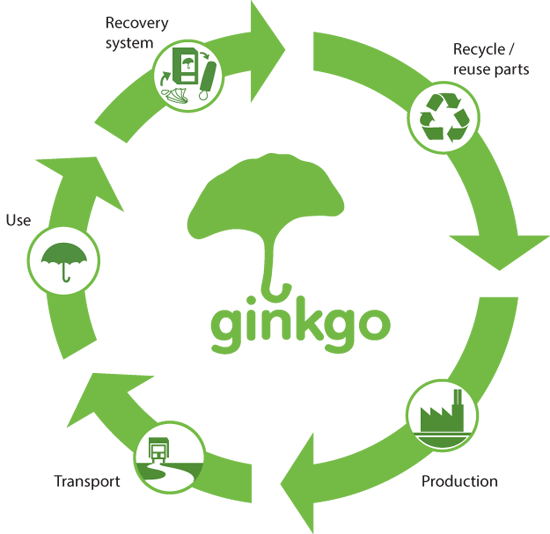 Recovery
system
Recycle /
reuse parts
Use
ginkgo
Transport
Production